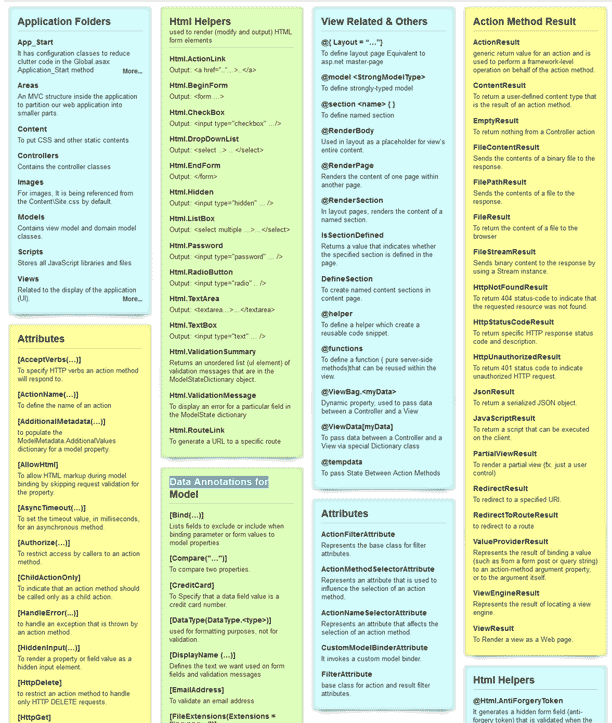 Application Folders
App_Start
It has configuration classes to reduce
clutter code in the Global.asax
Application_Start method More...
Areas
An MVC structure inside the application
to partition our web application into
smaller parts.
Content
To put CSS and other static contents
Controllers
Contains the controller classes
Images
For images, It is being referenced from
the Content\Site.css by default.
Models
Contains view model and domain model
classes.
Scripts
Stores all JavaScript libraries and files
Views
Related to the display of the application
(UI). More...
Attributes
[AcceptVerbs(...)]
To specify HTTP verbs an action method
will respond to.
[ActionName(...)]
To define the name of an action
[AdditionalMetadata(...)]
to populate the
ModelMetadata.AdditionalValues
dictionary for a model property.
[AllowHtml]
To allow HTML markup during model
binding by skipping request validation for
the property.
[AsyncTimeout(...)]
To set the timeout value, in milliseconds,
for an asynchronous method.
[Authorize(...)]
To restrict access by callers to an action
method.
[ChildActionOnly]
To indicate that an action method should
be called only as a child action.
[HandleError(...)]
to handle an exception that is thrown by
an action method.
[HiddenInput(...)]
To render a property or field value as a
hidden input element.
[HttpDelete]
to restrict an action method to handle
only HTTP DELETE requests.
[HttpGet]
Html Helpers
used to render (modify and output) HTML
form elements
Html.ActionLink
Output: <a href=".."... >..</a>
Html.BeginForm
Output: <form ...>
Html.CheckBox
Output: <input type="checkbox" .../>
Html.DropDownList
Output: <select ..> .. </select>
Html.EndForm
Output: </form>
Html.Hidden
Output: <input type="hidden" ... />
Html.ListBox
Output: <select multiple ...>...</select>
Html.Password
Output: <input type="password" ... />
Html.RadioButton
Output: <input type="radio" .. />
Html.TextArea
Output: <textarea...>...</textarea>
Html.TextBox
Output: <input type="text" ... />
Html.ValidationSummary
Returns an unordered list (ul element) of
validation messages that are in the
ModelStateDictionary object.
Html.ValidationMessage
To display an error for a particular field in
the ModelState dictionary
Html.RouteLink
To generate a URL to a specific route
Data Annotations for
Model
[Bind(...)]
Lists fields to exclude or include when
binding parameter or form values to
model properties
[Compare("...")]
To compare two properties.
[CreditCard]
To Specify that a data field value is a
credit card number.
[DataType(DataType.<type>)]
used for formatting purposes, not for
validation.
[DisplayName (...)]
Defines the text we want used on form
fields and validation messages
[EmailAddress]
To validate an email address
[FileExtensions(Extensions =
View Related & Others
@{ Layout = "..."}
To define layout page Equivalent to
asp.net master-page
@model <StrongModelType>
To define strongly-typed model
@section <name> { }
To define named section
@RenderBody
Used in layout as a placeholder for view's
entire content.
@RenderPage
Renders the content of one page within
another page.
@RenderSection
In layout pages, renders the content of a
named section.
IsSectionDefined
Returns a value that indicates whether
the specified section is defined in the
page.
DefineSection
To create named content sections in
content page.
@helper
To define a helper which create a
reusable code snippet.
@functions
To define a function ( pure server-side
methods)that can be reused within the
view.
@ViewBag.<myData>
Dynamic property, used to pass data
between a Controller and a View
@ViewData[myData]
To pass data between a Controller and a
View via special Dictionary class
@tempdata
To pass State Between Action Methods
Attributes
ActionFilterAttribute
Represents the base class for filter
attributes.
ActionMethodSelectorAttribute
Represents an attribute that is used to
influence the selection of an action
method.
ActionNameSelectorAttribute
Represents an attribute that affects the
selection of an action method.
CustomModelBinderAttribute
It invokes a custom model binder.
FilterAttribute
base class for action and result filter
attributes.
Action Method Result
ActionResult
generic return value for an action and is
used to perform a framework-level
operation on behalf of the action method.
ContentResult
To return a user-defined content type that
is the result of an action method.
EmptyResult
To return nothing from a Controller action
FileContentResult
Sends the contents of a binary file to the
response.
FilePathResult
Sends the contents of a file to the
response.
FileResult
To return the content of a file to the
browser
FileStreamResult
Sends binary content to the response by
using a Stream instance.
HttpNotFoundResult
To return 404 status-code to indicate that
the requested resource was not found.
HttpStatusCodeResult
To return specific HTTP response status
code and description.
HttpUnauthorizedResult
To return 401 status-code to indicate
unauthorized HTTP request.
JsonResult
To return a serialized JSON object.
JavaScriptResult
To return a script that can be executed
on the client.
PartialViewResult
To render a partial view (fx. just a user
control)
RedirectResult
To redirect to a specified URI.
RedirectToRouteResult
to redirect to a route
ValueProviderResult
Represents the result of binding a value
(such as from a form post or query string)
to an action-method argument property,
or to the argument itself.
ViewEngineResult
Represents the result of locating a view
engine.
ViewResult
To Render a view as a Web page.
Html Helpers
@Html.AntiForgeryToken
It generates a hidden form field (anti-
forgery token) that is validated when the